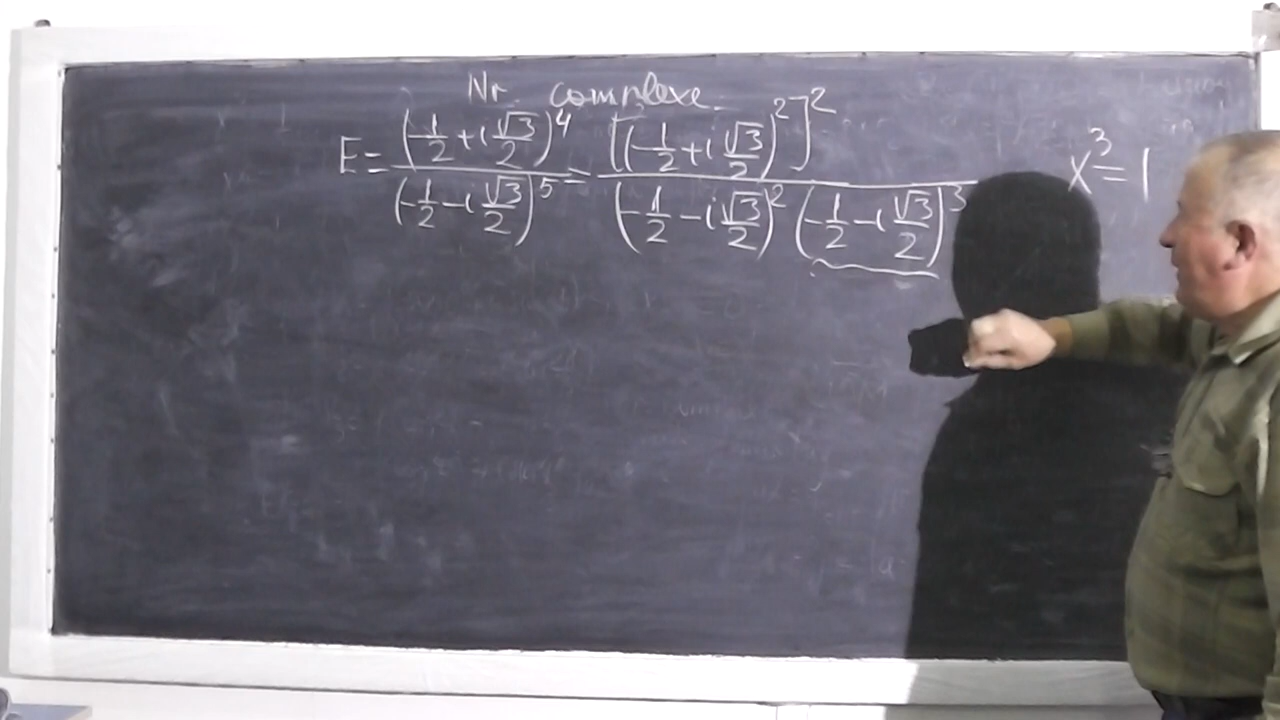 Nr. complexe.
E = (-1/2 + i √3/2)^4 / (-1/2 - i √3/2)^5 = [(-1/2 + i √3/2)^2]^2 / (-1/2 - i √3/2)^2 (-1/2 - i √3/2)^3
x^3 = 1